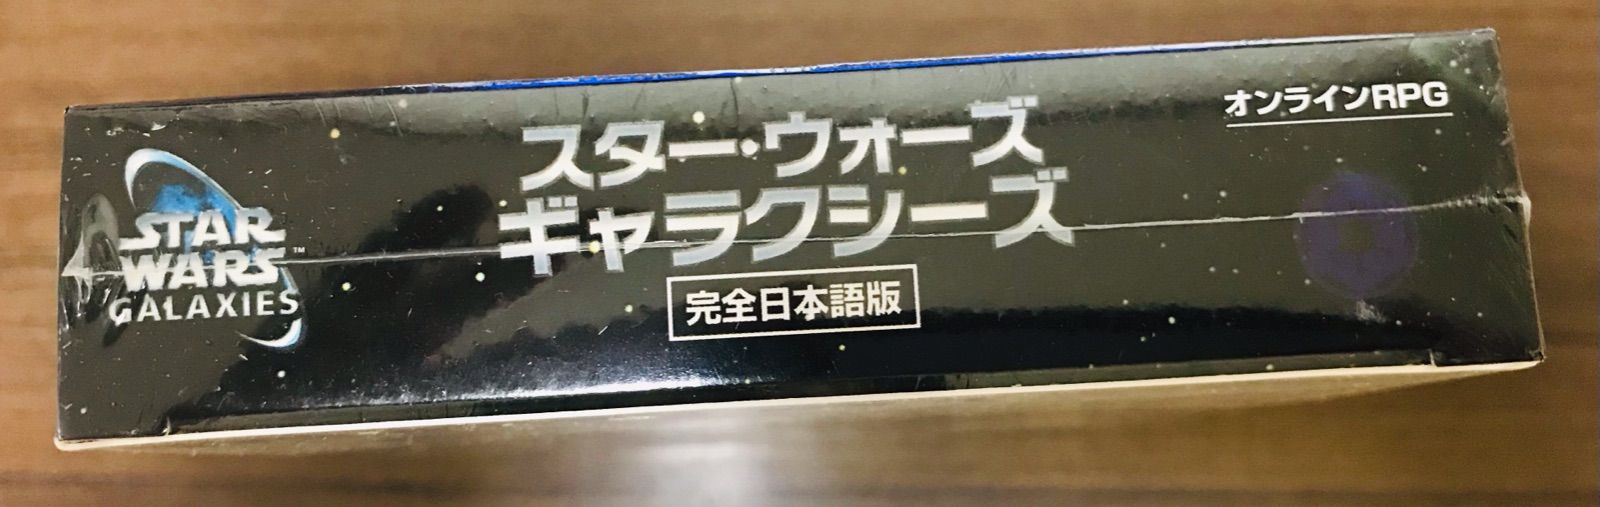 STAR
WARS™
GALAXIES
スター・ウォーズ
ギャラクシーズ
完全日本語版
オンラインRPG